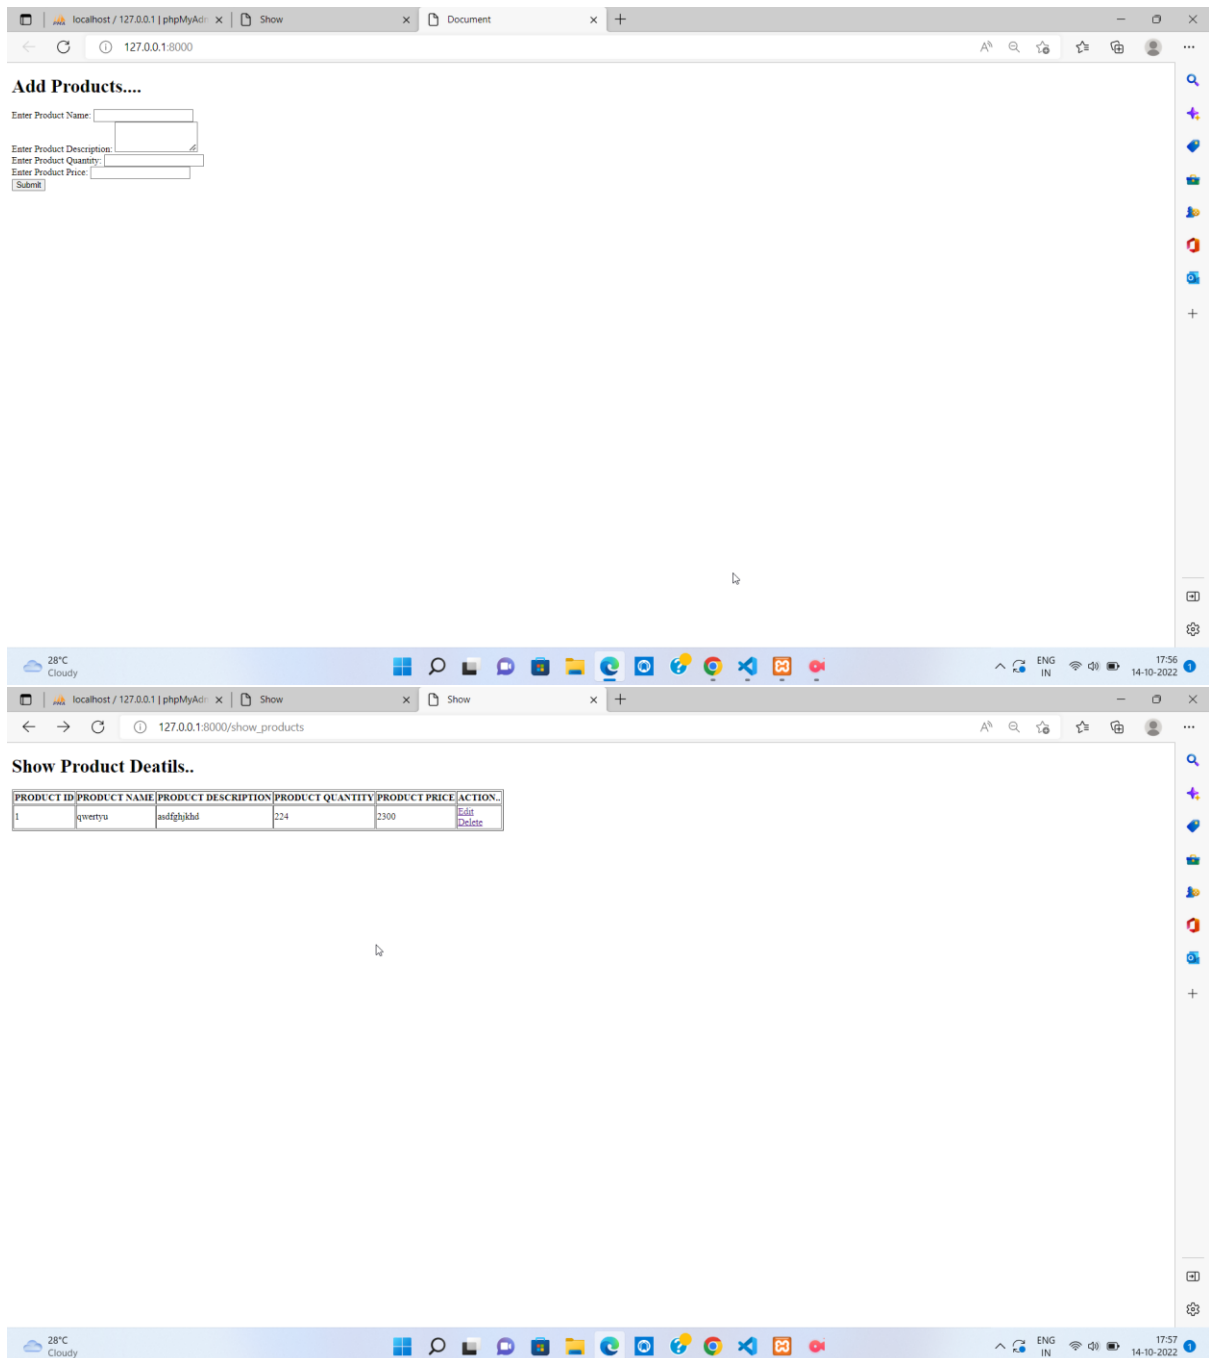 localhost / 127.0.0.1 | phpMyAdr
Show
Document
127.0.0.1:8000
Add Products....
Enter Product Name:
Enter Product Description:
Enter Product Quantity:
Enter Product Price:
Submit
28°C
Cloudy
ENG
IN
17:56
14-10-2022
1
localhost / 127.0.0.1 | phpMyAdr
Show
Show
127.0.0.1:8000/show_products
Show Product Deatils..
PRODUCT ID PRODUCT NAME PRODUCT DESCRIPTION PRODUCT QUANTITY PRODUCT PRICE ACTION..
1 qwertyu asdfghjkhd 224 2300 Edit
Delete
28°C
Cloudy
ENG
IN
17:57
14-10-2022
1